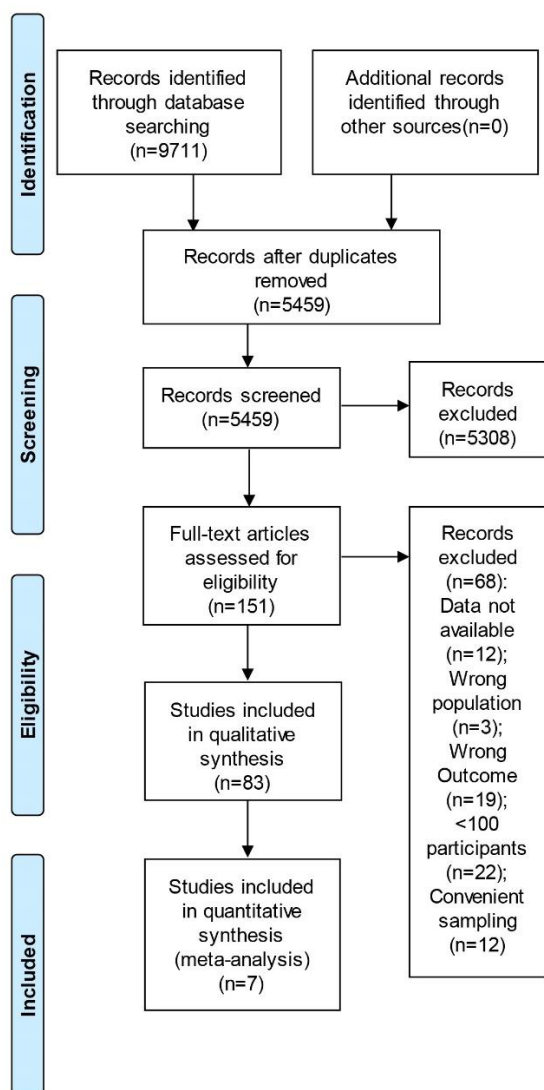 Identification
Records identified
through database
searching
(n=9711)
Additional records
identified through
other sources(n=0)
Records after duplicates
removed
(n=5459)
Screening
Records screened
(n=5459)
Records
excluded
(n=5308)
Full-text articles
assessed for
eligibility
(n=151)
Records
excluded
(n=68):
Data not
available
(n=12);
Wrong
population
(n=3);
Wrong
Outcome
(n=19);
<100
participants
(n=22);
Convenient
sampling
(n=12)
Eligibility
Studies included
in qualitative
synthesis
(n=83)
Included
Studies included
in quantitative
synthesis
(meta-analysis)
(n=7)